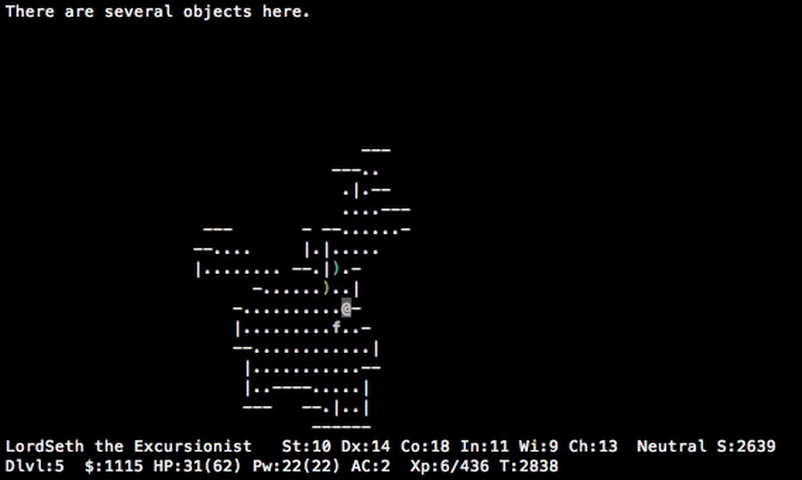 There are several objects here.
---
---..
.|.--
....---
--- - --......-
--.... |.|.....
|........ --.|).-
-......)..|
-..........@-
|.........f..-
--............|
|...........--
|..----.....|
--- --.|..|
------
LordSeth the Excursionist St:10 Dx:14 Co:18 In:11 Wi:9 Ch:13 Neutral S:2639
Dlvl:5 $:1115 HP:31(62) Pw:22(22) AC:2 Xp:6/436 T:2838